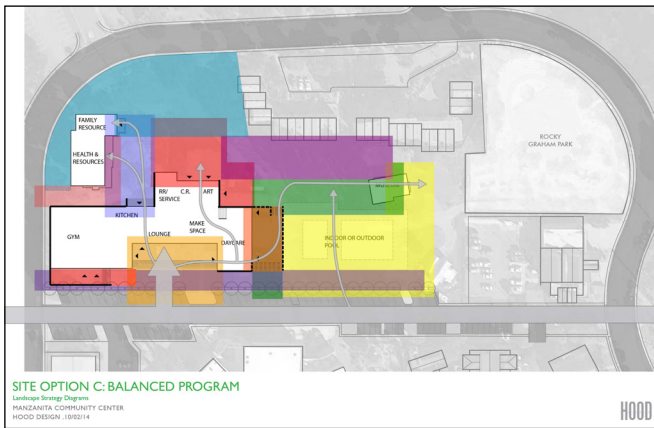 FAMILY
RESOURCE
HEALTH &
RESOURCES
RR/
SERVICE
C.R.
ART
KITCHEN
GYM
LOUNGE
MAKE
SPACE
DAYCARE
INDOOR OR OUTDOOR
POOL
ROCKY
GRAHAM PARK
SITE OPTION C: BALANCED PROGRAM
Landscape Strategy Diagrams
MANZANITA COMMUNITY CENTER
HOOD DESIGN .10/02/14
HOOD